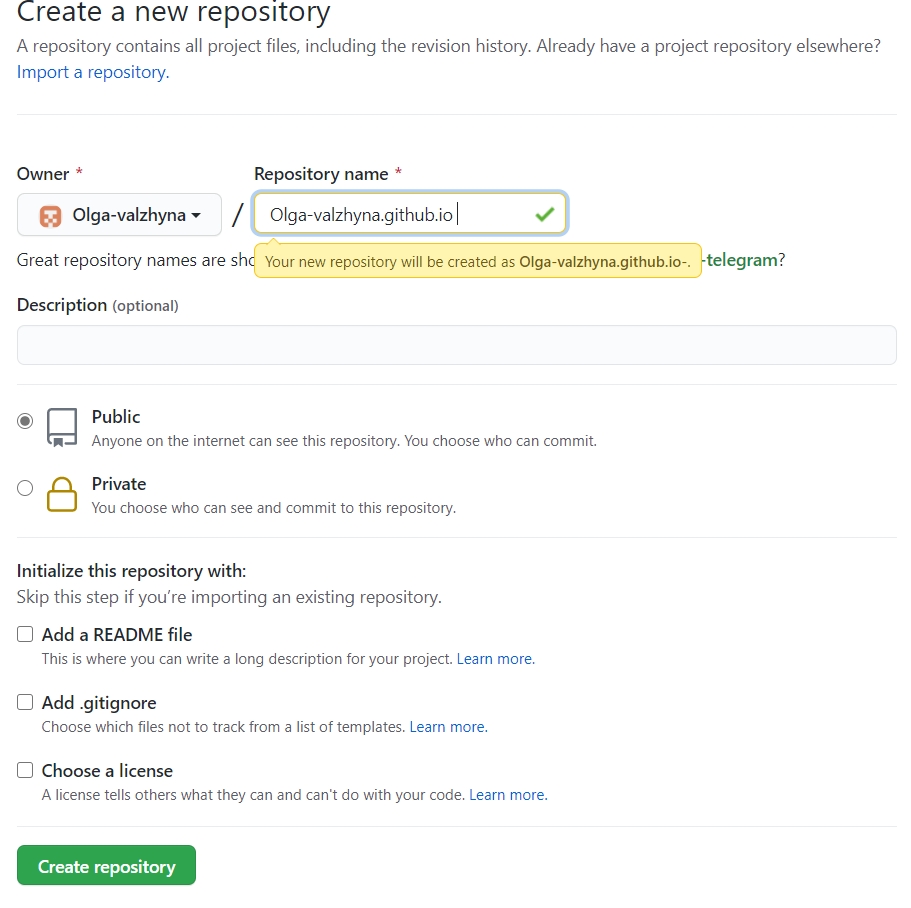 Create a new repository
A repository contains all project files, including the revision history. Already have a project repository elsewhere?
Import a repository.
Owner *
Repository name *
Olga-valzhyna
/
Olga-valzhyna.github.io
Great repository names are sho
Your new repository will be created as Olga-valzhyna.github.io-.
-telegram?
Description (optional)
Public
Anyone on the internet can see this repository. You choose who can commit.
Private
You choose who can see and commit to this repository.
Initialize this repository with:
Skip this step if you’re importing an existing repository.
Add a README file
This is where you can write a long description for your project. Learn more.
Add .gitignore
Choose which files not to track from a list of templates. Learn more.
Choose a license
A license tells others what they can and can't do with your code. Learn more.
Create repository